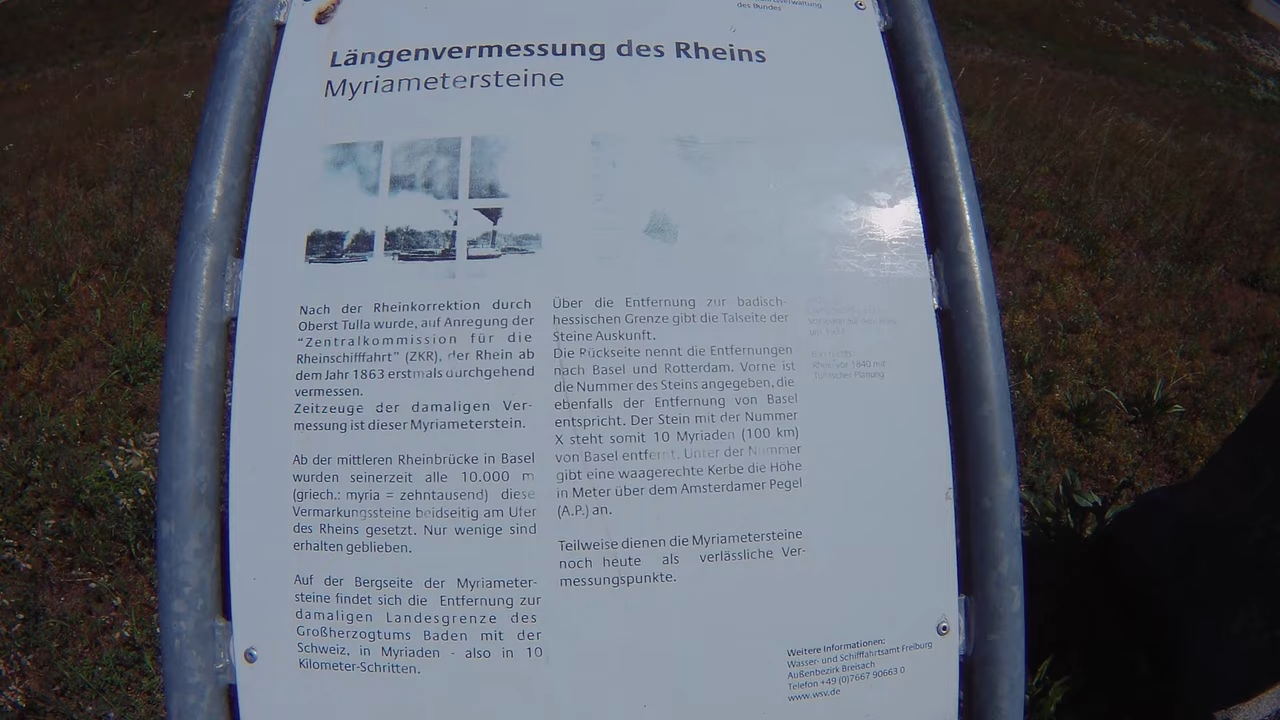 des Bundes
Längenvermessung des Rheins
Myriametersteine
Nach der Rheinkorrektion durch
Oberst Tulla wurde, auf Anregung der
“Zentralkommission für die
Rheinschifffahrt” (ZKR), der Rhein ab
dem Jahr 1863 erstmals durchgehend
vermessen.
Zeitzeuge der damaligen Ver-
messung ist dieser Myriameterstein.
Ab der mittleren Rheinbrücke in Basel
wurden seinerzeit alle 10.000 m
(griech.: myria = zehntausend) diese
Vermarkungssteine beidseitig am Ufer
des Rheins gesetzt. Nur wenige sind
erhalten geblieben.
Auf der Bergseite der Myriameter-
steine findet sich die Entfernung zur
damaligen Landesgrenze des
Großherzogtums Baden mit der
Schweiz, in Myriaden - also in 10
Kilometer-Schritten.
Über die Entfernung zur badisch-
hessischen Grenze gibt die Talseite der
Steine Auskunft.
Die Rückseite nennt die Entfernungen
nach Basel und Rotterdam. Vorne ist
die Nummer des Steins angegeben, die
ebenfalls der Entfernung von Basel
entspricht. Der Stein mit der Nummer
X steht somit 10 Myriaden (100 km)
von Basel entfernt. Unter der Nummer
gibt eine waagerechte Kerbe die Höhe
in Meter über dem Amsterdamer Pegel
(A.P.) an.
Teilweise dienen die Myriametersteine
noch heute als verlässliche Ver-
messungspunkte.
Rhein vor 1840 mit
Tulla'scher Planung
Weitere Informationen:
Wasser- und Schifffahrtsamt Freiburg
Außenbezirk Breisach
Telefon +49 (0)7667 90663 0
www.wsv.de